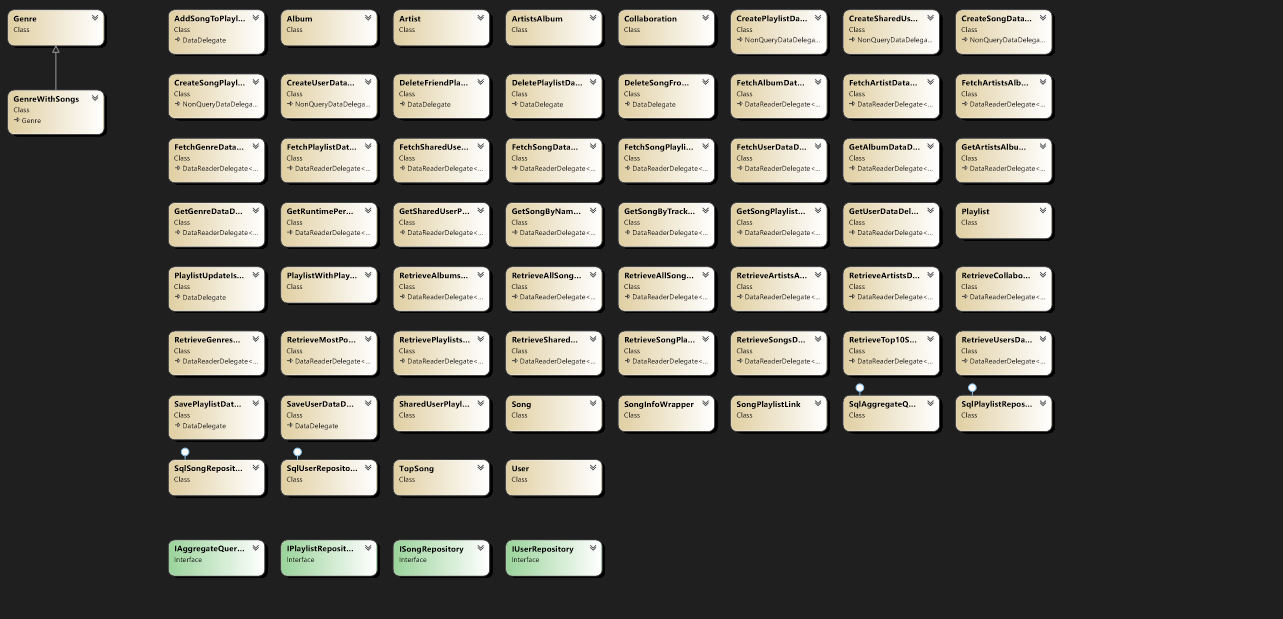 Genre
Class
GenreWithSongs
Class
Genre
AddSongToPlayl...
Class
DataDelegate
Album
Class
Artist
Class
ArtistsAlbum
Class
Collaboration
Class
CreatePlaylistDa...
Class
NonQueryDataDelega...
CreateSharedUs...
Class
NonQueryDataDelega...
CreateSongData...
Class
NonQueryDataDelega...
CreateSongPlayl...
Class
NonQueryDataDelega...
CreateUserData...
Class
NonQueryDataDelega...
DeleteFriendPla...
Class
DataDelegate
DeletePlaylistDa...
Class
DataDelegate
DeleteSongFro...
Class
DataDelegate
FetchAlbumDat...
Class
DataReaderDelegate<...
FetchArtistData...
Class
DataReaderDelegate<...
FetchArtistsAlb...
Class
DataReaderDelegate<...
FetchGenreData...
Class
DataReaderDelegate<...
FetchPlaylistDat...
Class
DataReaderDelegate<...
FetchSharedUse...
Class
DataReaderDelegate<...
FetchSongData...
Class
DataReaderDelegate<...
FetchSongPlayli...
Class
DataReaderDelegate<...
FetchUserDataD...
Class
DataReaderDelegate<...
GetAlbumDataD...
Class
DataReaderDelegate<...
GetArtistsAlbu...
Class
DataReaderDelegate<...
GetGenreDataD...
Class
DataReaderDelegate<...
GetRuntimePer...
Class
DataReaderDelegate<...
GetSharedUserP...
Class
DataReaderDelegate<...
GetSongByNam...
Class
DataReaderDelegate<...
GetSongByTrack...
Class
DataReaderDelegate<...
GetSongPlaylist...
Class
DataReaderDelegate<...
GetUserDataDel...
Class
DataReaderDelegate<...
Playlist
Class
PlaylistUpdateIs...
Class
DataDelegate
PlaylistWithPlay...
Class
RetrieveAlbums...
Class
DataReaderDelegate<...
RetrieveAllSong...
Class
DataReaderDelegate<...
RetrieveAllSong...
Class
DataReaderDelegate<...
RetrieveArtistsA...
Class
DataReaderDelegate<...
RetrieveArtistsD...
Class
DataReaderDelegate<...
RetrieveCollabo...
Class
DataReaderDelegate<...
RetrieveGenres...
Class
DataReaderDelegate<...
RetrieveMostPo...
Class
DataReaderDelegate<...
RetrievePlaylists...
Class
DataReaderDelegate<...
RetrieveShared...
Class
DataReaderDelegate<...
RetrieveSongPla...
Class
DataReaderDelegate<...
RetrieveSongsD...
Class
DataReaderDelegate<...
RetrieveTop10S...
Class
DataReaderDelegate<...
RetrieveUsersDa...
Class
DataReaderDelegate<...
SavePlaylistDat...
Class
DataDelegate
SaveUserDataD...
Class
DataDelegate
SharedUserPlayl...
Class
Song
Class
SongInfoWrapper
Class
SongPlaylistLink
Class
SqlAggregateQ...
Class
SqlPlaylistRepos...
Class
SqlSongReposit...
Class
SqlUserReposito...
Class
TopSong
Class
User
Class
IAggregateQuer...
Interface
IPlaylistReposit...
Interface
ISongRepository
Interface
IUserRepository
Interface